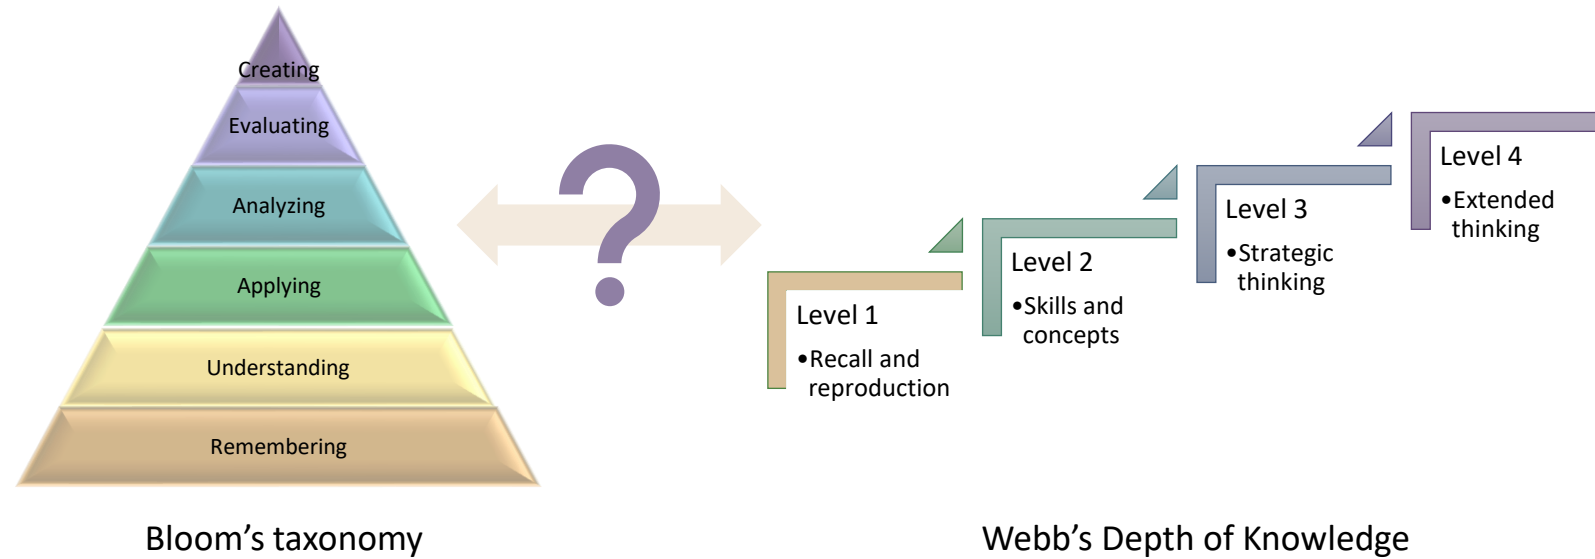 Creating
Evaluating
Analyzing
Applying
Understanding
Remembering
Bloom’s taxonomy
?
Level 1
•Recall and
reproduction
Level 2
•Skills and
concepts
Level 3
•Strategic
thinking
Level 4
•Extended
thinking
Webb’s Depth of Knowledge